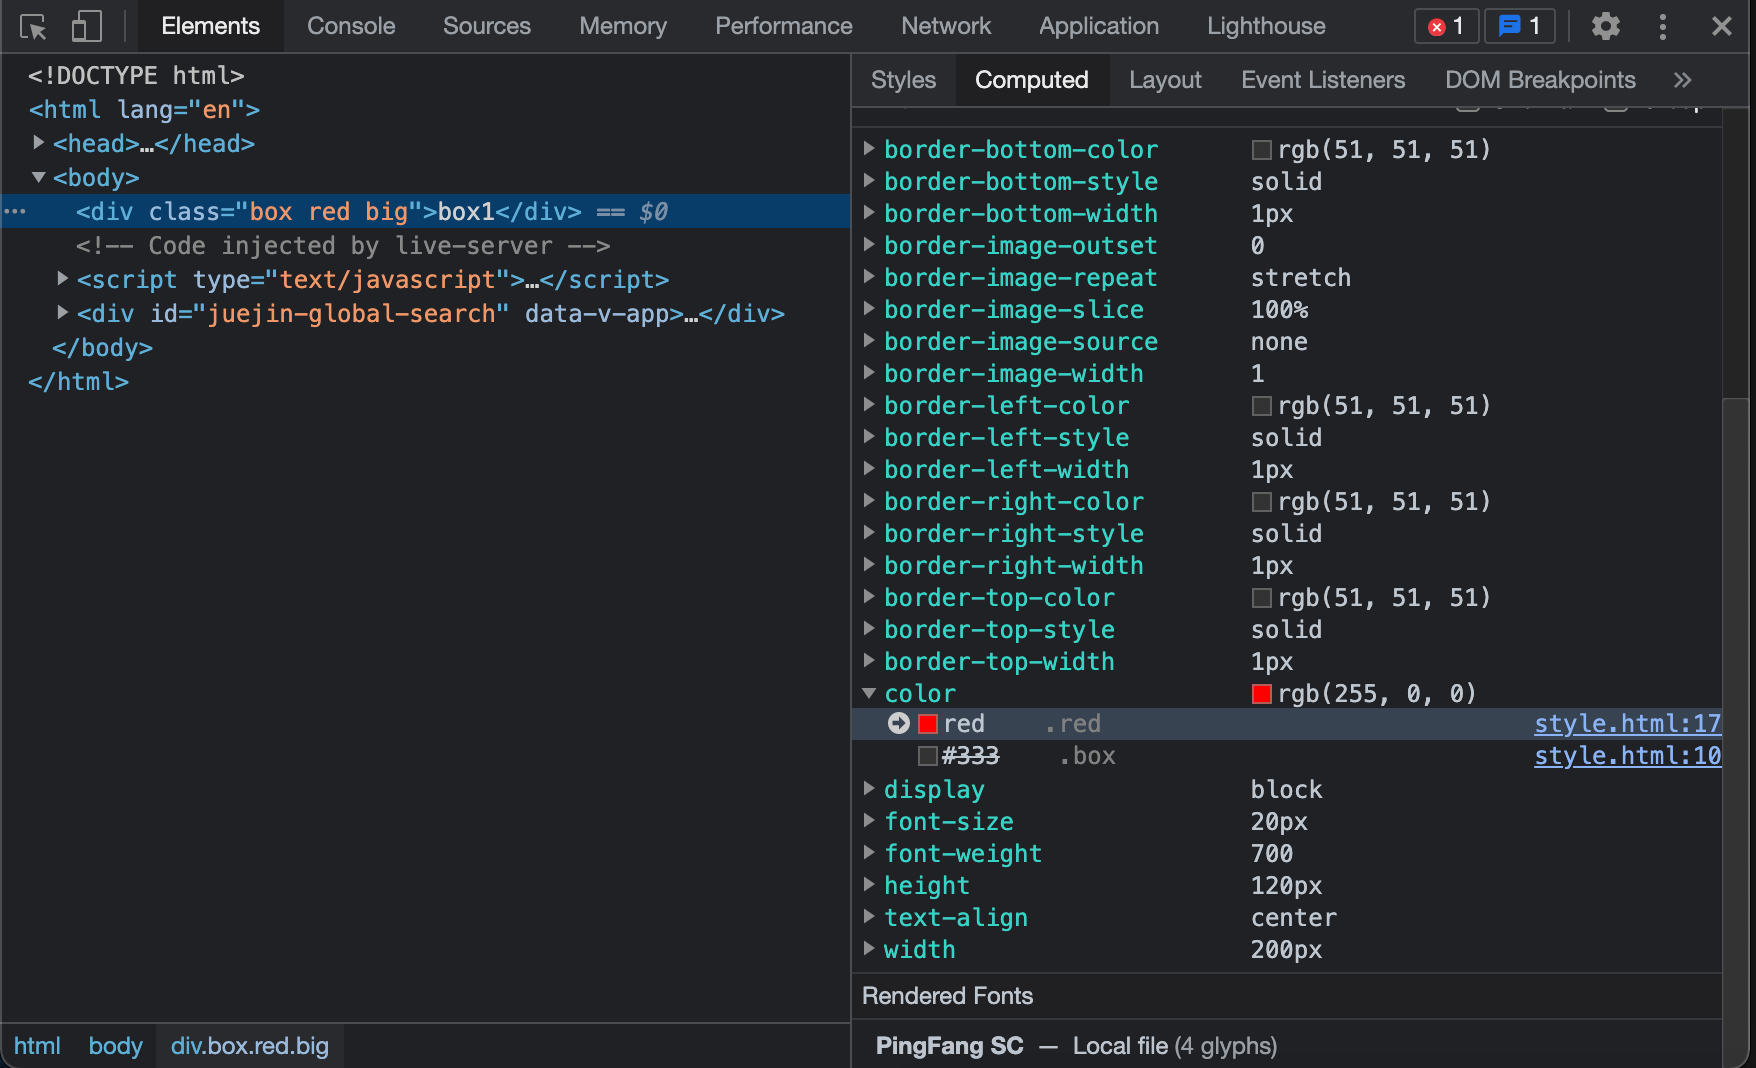 Elements Console Sources Memory Performance Network Application Lighthouse 1 1
<!DOCTYPE html>
<html lang="en">
<head>…</head>
<body>
<div class="box red big">box1</div> == $0
<!-- Code injected by live-server -->
<script type="text/javascript">…</script>
<div id="juejin-global-search" data-v-app>…</div>
</body>
</html>
html body div.box.red.big
Styles Computed Layout Event Listeners DOM Breakpoints »
border-bottom-color rgb(51, 51, 51)
border-bottom-style solid
border-bottom-width 1px
border-image-outset 0
border-image-repeat stretch
border-image-slice 100%
border-image-source none
border-image-width 1
border-left-color rgb(51, 51, 51)
border-left-style solid
border-left-width 1px
border-right-color rgb(51, 51, 51)
border-right-style solid
border-right-width 1px
border-top-color rgb(51, 51, 51)
border-top-style solid
border-top-width 1px
color rgb(255, 0, 0)
red .red style.html:17
#333 .box style.html:10
display block
font-size 20px
font-weight 700
height 120px
text-align center
width 200px
Rendered Fonts
PingFang SC — Local file (4 glyphs)